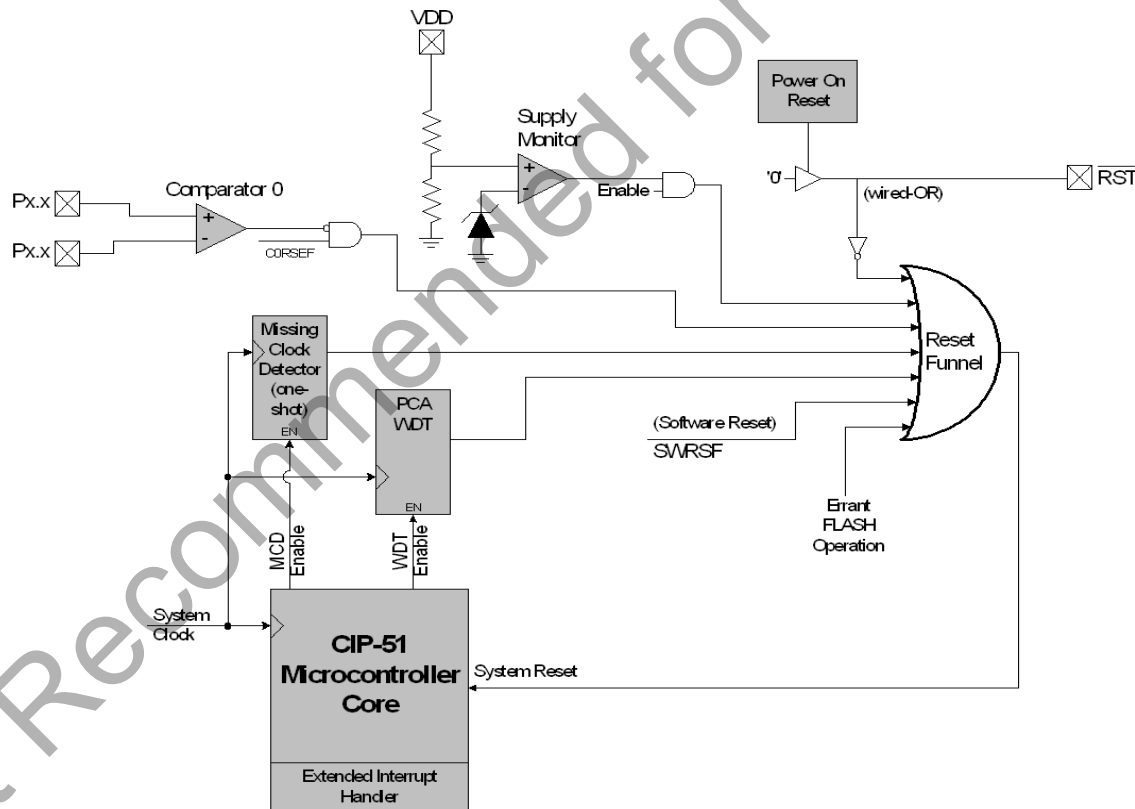 VDD
Power On
Reset
Supply
Monitor
+
-
Enable
'0'
(wired-OR)
RST
Px.x
Px.x
Comparator 0
+
-
C0RSEF
Missing
Clock
Detector
(one-
shot)
EN
PCA
WDT
EN
(Software Reset)
SWRSF
Reset
Funnel
Errant
FLASH
Operation
MCD
Enable
WDT
Enable
System
Clock
CIP-51
Microcontroller
Core
System Reset
Extended Interrupt
Handler
Recommended for